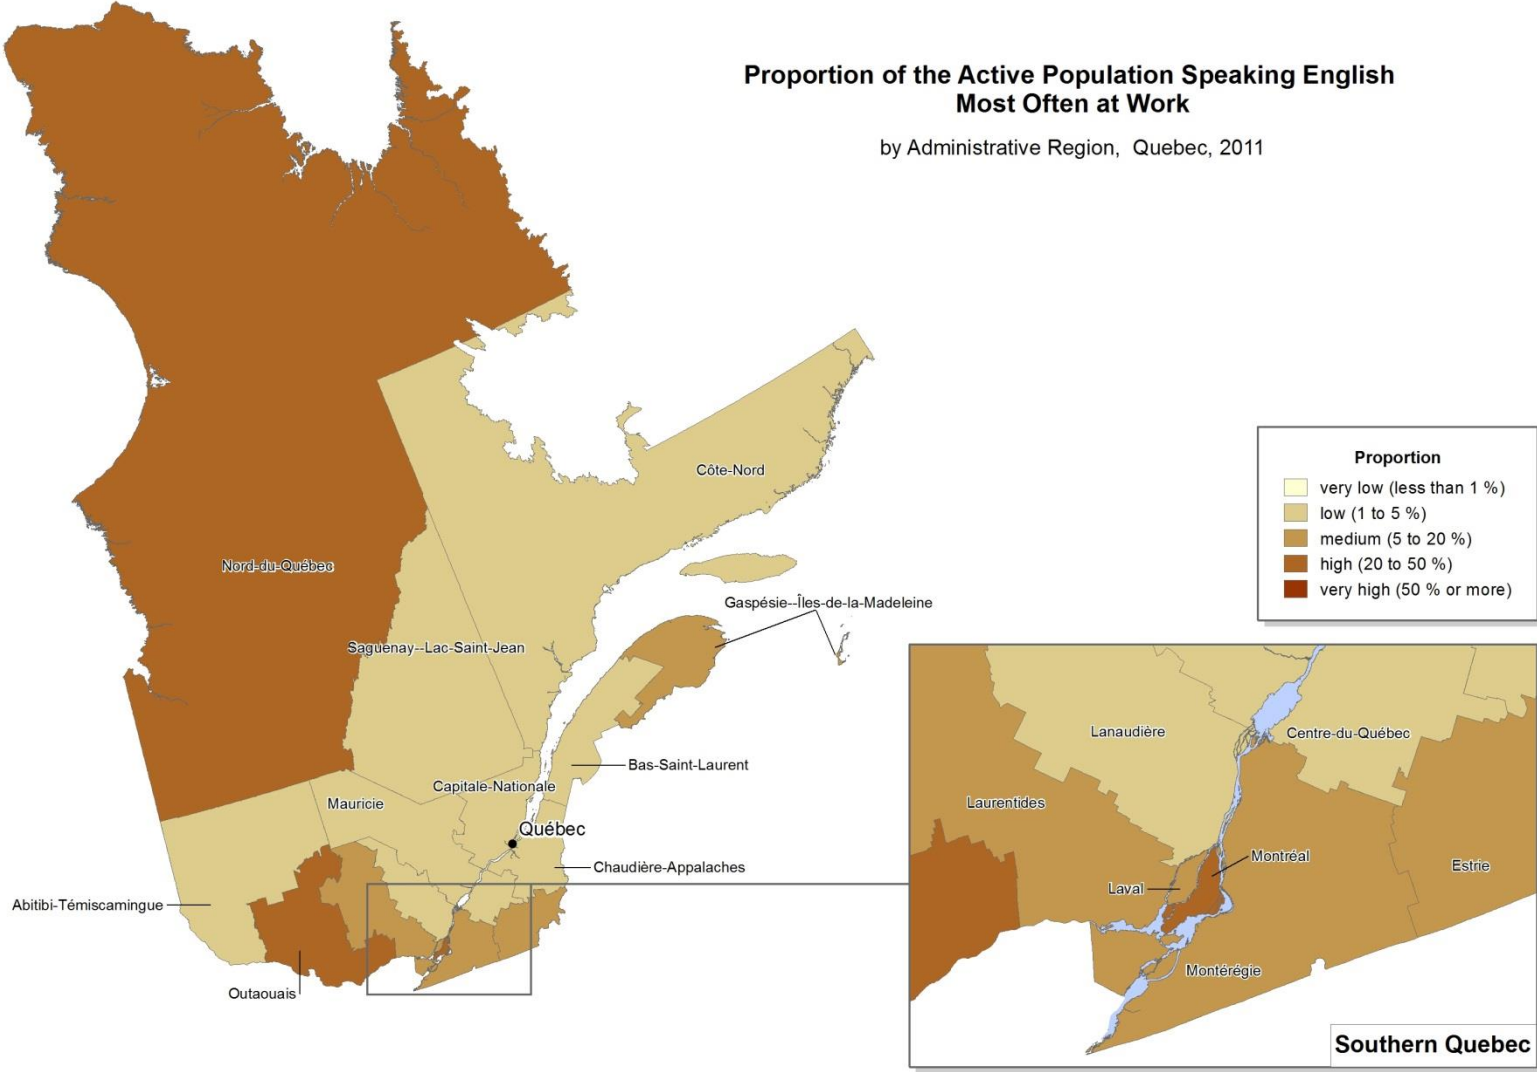 Proportion of the Active Population Speaking English
Most Often at Work
by Administrative Region, Quebec, 2011
Côte-Nord
Proportion
very low (less than 1 %)
low (1 to 5 %)
medium (5 to 20 %)
high (20 to 50 %)
very high (50 % or more)
Nord-du-Québec
Gaspésie--Îles-de-la-Madeleine
Saguenay--Lac-Saint-Jean
Bas-Saint-Laurent
Capitale-Nationale
Mauricie
Québec
Chaudière-Appalaches
Abitibi-Témiscamingue
Outaouais
Lanaudière
Centre-du-Québec
Laurentides
Montréal
Estrie
Laval
Montérégie
Southern Quebec